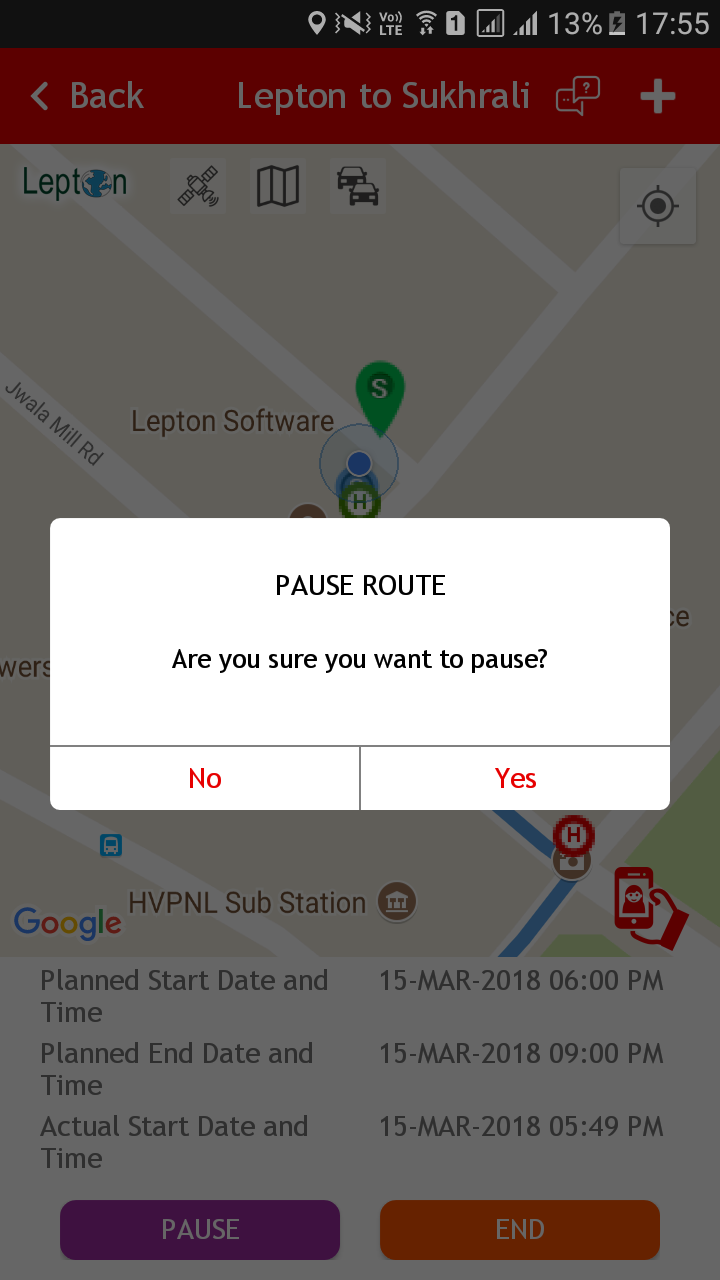 Vo)) LTE 1 13% 17:55
Back Lepton to Sukhrali ?
Lepton
S
Jwala Mill Rd
Lepton Software
H
PAUSE ROUTE
ce
Are you sure you want to pause?
wers
No Yes
H
HVPNL Sub Station
Google
Planned Start Date and
Time
15-MAR-2018 06:00 PM
Planned End Date and
Time
15-MAR-2018 09:00 PM
Actual Start Date and
Time
15-MAR-2018 05:49 PM
PAUSE END